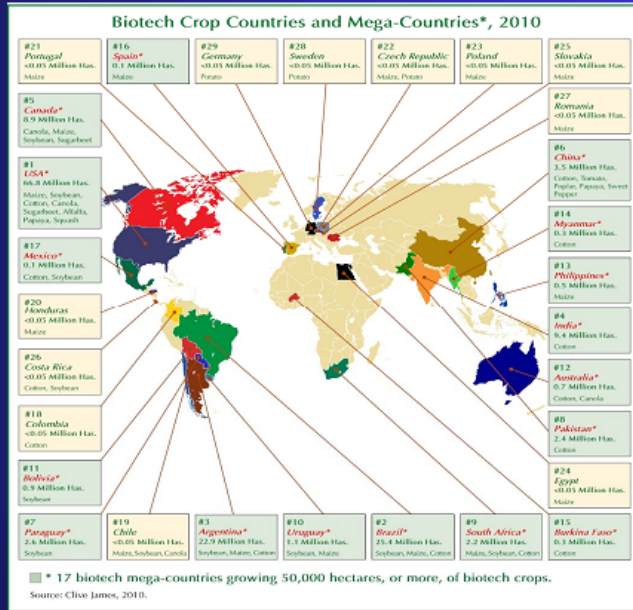 Biotech Crop Countries and Mega-Countries*, 2010
#21
Portugal
<0.05 Million Has.
Maize
#16
Spain*
0.1 Million Has.
Maize
#29
Germany
<0.05 Million Has.
Potato
#28
Sweden
<0.05 Million Has.
Potato
#22
Czech Republic
<0.05 Million Has.
Maize, Potato
#23
Poland
<0.05 Million Has.
Maize
#25
Slovakia
<0.05 Million Has.
Maize
#5
Canada*
8.9 Million Has.
Canola, Maize,
Soybean, Sugarbeet
#1
USA*
66.8 Million Has.
Maize, Soybean,
Cotton, Canola,
Sugarbeet, Alfalfa,
Papaya, Squash
#17
Mexico*
0.1 Million Has.
Cotton, Soybean
#20
Honduras
<0.05 Million Has.
Maize
#26
Costa Rica
<0.05 Million Has.
Cotton, Soybean
#18
Colombia
<0.05 Million Has.
Cotton
#11
Bolivia*
0.9 Million Has.
Soybean
#27
Romania
<0.05 Million Has.
Maize
#6
China*
3.5 Million Has.
Cotton, Tomato,
Poplar, Papaya, Sweet
Pepper
#14
Myanmar*
0.3 Million Has.
Cotton
#13
Philippines*
0.5 Million Has.
Maize
#4
India*
9.4 Million Has.
Cotton
#12
Australia*
0.7 Million Has.
Cotton, Canola
#8
Pakistan*
2.4 Million Has.
Cotton
#24
Egypt
<0.05 Million Has.
Maize
#7
Paraguay*
2.6 Million Has.
Soybean
#19
Chile
<0.05 Million Has.
Maize, Soybean, Canola
#3
Argentina*
22.9 Million Has.
Soybean, Maize, Cotton
#10
Uruguay*
1.1 Million Has.
Soybean, Maize
#2
Brazil*
25.4 Million Has.
Soybean, Maize, Cotton
#9
South Africa*
2.2 Million Has.
Maize, Soybean, Cotton
#15
Burkina Faso*
0.3 Million Has.
Cotton
* 17 biotech mega-countries growing 50,000 hectares, or more, of biotech crops.
Source: Clive James, 2010.